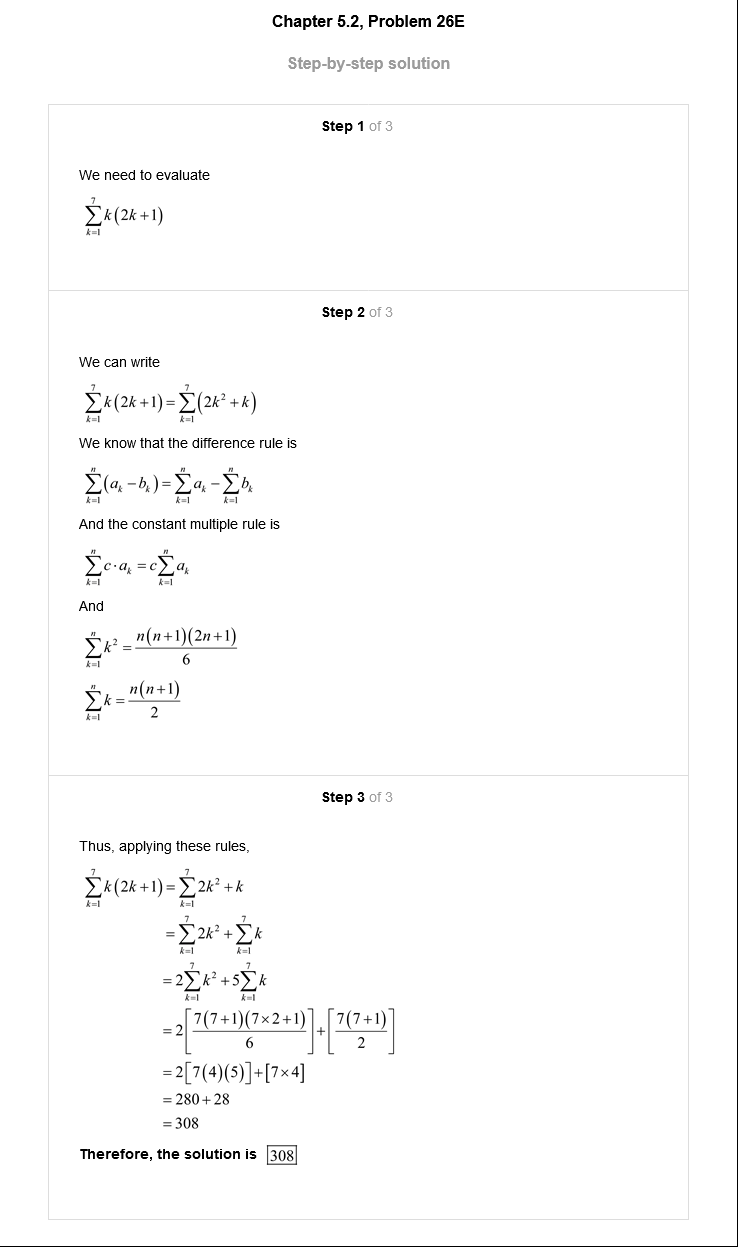 Chapter 5.2, Problem 26E
Step-by-step solution
Step 1 of 3
We need to evaluate
\sum_{k=1}^{7} k(2k+1)
Step 2 of 3
We can write
\sum_{k=1}^{7} k(2k+1) = \sum_{k=1}^{7} (2k^2+k)
We know that the difference rule is
\sum_{k=1}^{n} (a_k - b_k) = \sum_{k=1}^{n} a_k - \sum_{k=1}^{n} b_k
And the constant multiple rule is
\sum_{k=1}^{n} c \cdot a_k = c \sum_{k=1}^{n} a_k
And
\sum_{k=1}^{n} k^2 = \frac{n(n+1)(2n+1)}{6}
\sum_{k=1}^{n} k = \frac{n(n+1)}{2}
Step 3 of 3
Thus, applying these rules,
\sum_{k=1}^{7} k(2k+1) = \sum_{k=1}^{7} 2k^2+k
= \sum_{k=1}^{7} 2k^2 + \sum_{k=1}^{7} k
= 2\sum_{k=1}^{7} k^2 + 5\sum_{k=1}^{7} k
= 2\left[\frac{7(7+1)(7×2+1)}{6}\right] + \left[\frac{7(7+1)}{2}\right]
= 2[7(4)(5)]+[7×4]
= 280+28
= 308
Therefore, the solution is 308